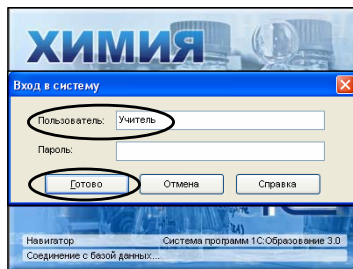 ХИМИЯ
Вход в систему
Пользователь: Учитель
Пароль:
Готово Отмена Справка
Навигатор Система программ 1С:Образование 3.0
Соединение с базой данных...